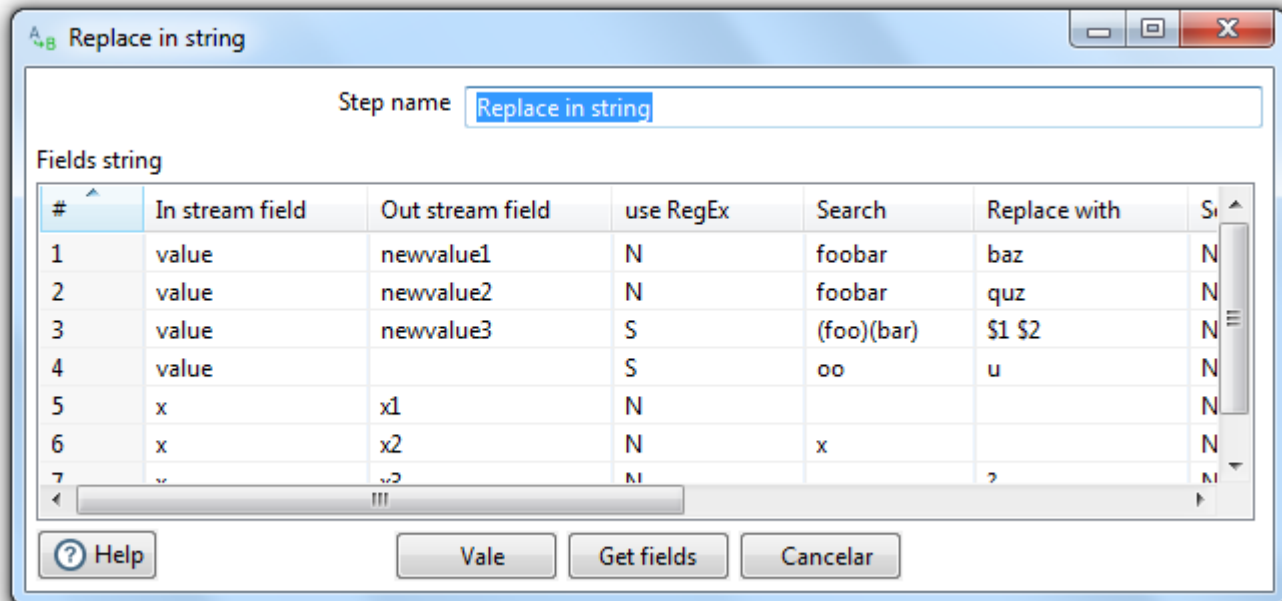 Replace in string
Step name Replace in string
Fields string
# In stream field Out stream field use RegEx Search Replace with
1 value newvalue1 N foobar baz N
2 value newvalue2 N foobar quz N
3 value newvalue3 S (foo)(bar) $1 $2 N
4 value S oo u N
5 x x1 N N
6 x x2 N x N
7 x x3 N ? N
Help Vale Get fields Cancelar